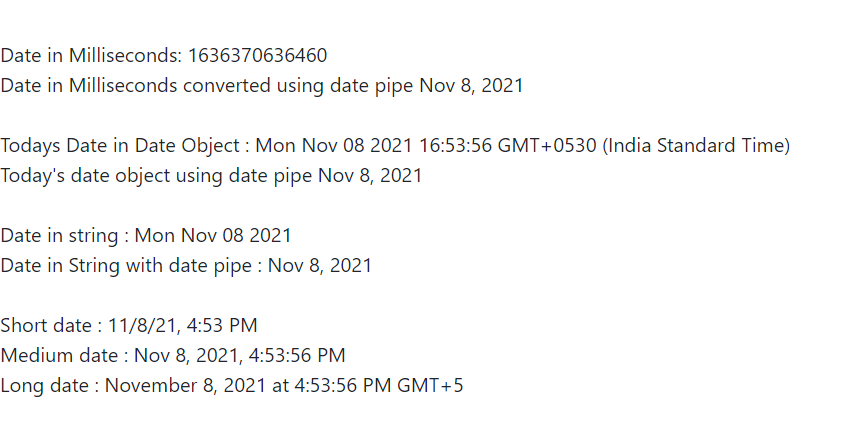 Date in Milliseconds: 1636370636460
Date in Milliseconds converted using date pipe Nov 8, 2021
Todays Date in Date Object : Mon Nov 08 2021 16:53:56 GMT+0530 (India Standard Time)
Today's date object using date pipe Nov 8, 2021
Date in string : Mon Nov 08 2021
Date in String with date pipe : Nov 8, 2021
Short date : 11/8/21, 4:53 PM
Medium date : Nov 8, 2021, 4:53:56 PM
Long date : November 8, 2021 at 4:53:56 PM GMT+5